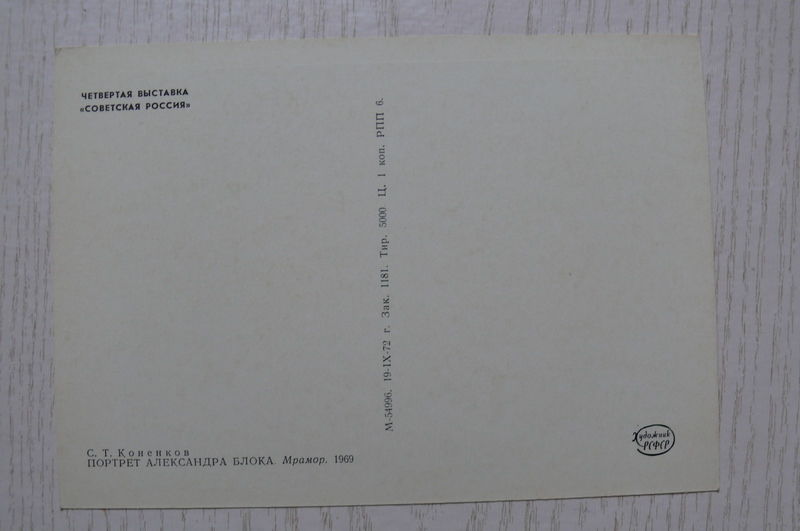 ЧЕТВЕРТАЯ ВЫСТАВКА
«СОВЕТСКАЯ РОССИЯ»
М-54996. 19-IX-72 г. Зак. 1181. Тир. 5000 Ц. 1 коп. РПП 6.
С. Т. Коненков
ПОРТРЕТ АЛЕКСАНДРА БЛОКА. Мрамор. 1969
Художник
РСФСР